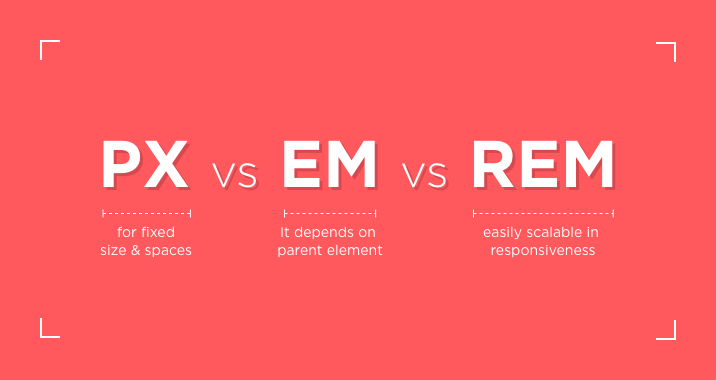 PX vs EM vs REM
for fixed
size & spaces
It depends on
parent element
easily scalable in
responsiveness